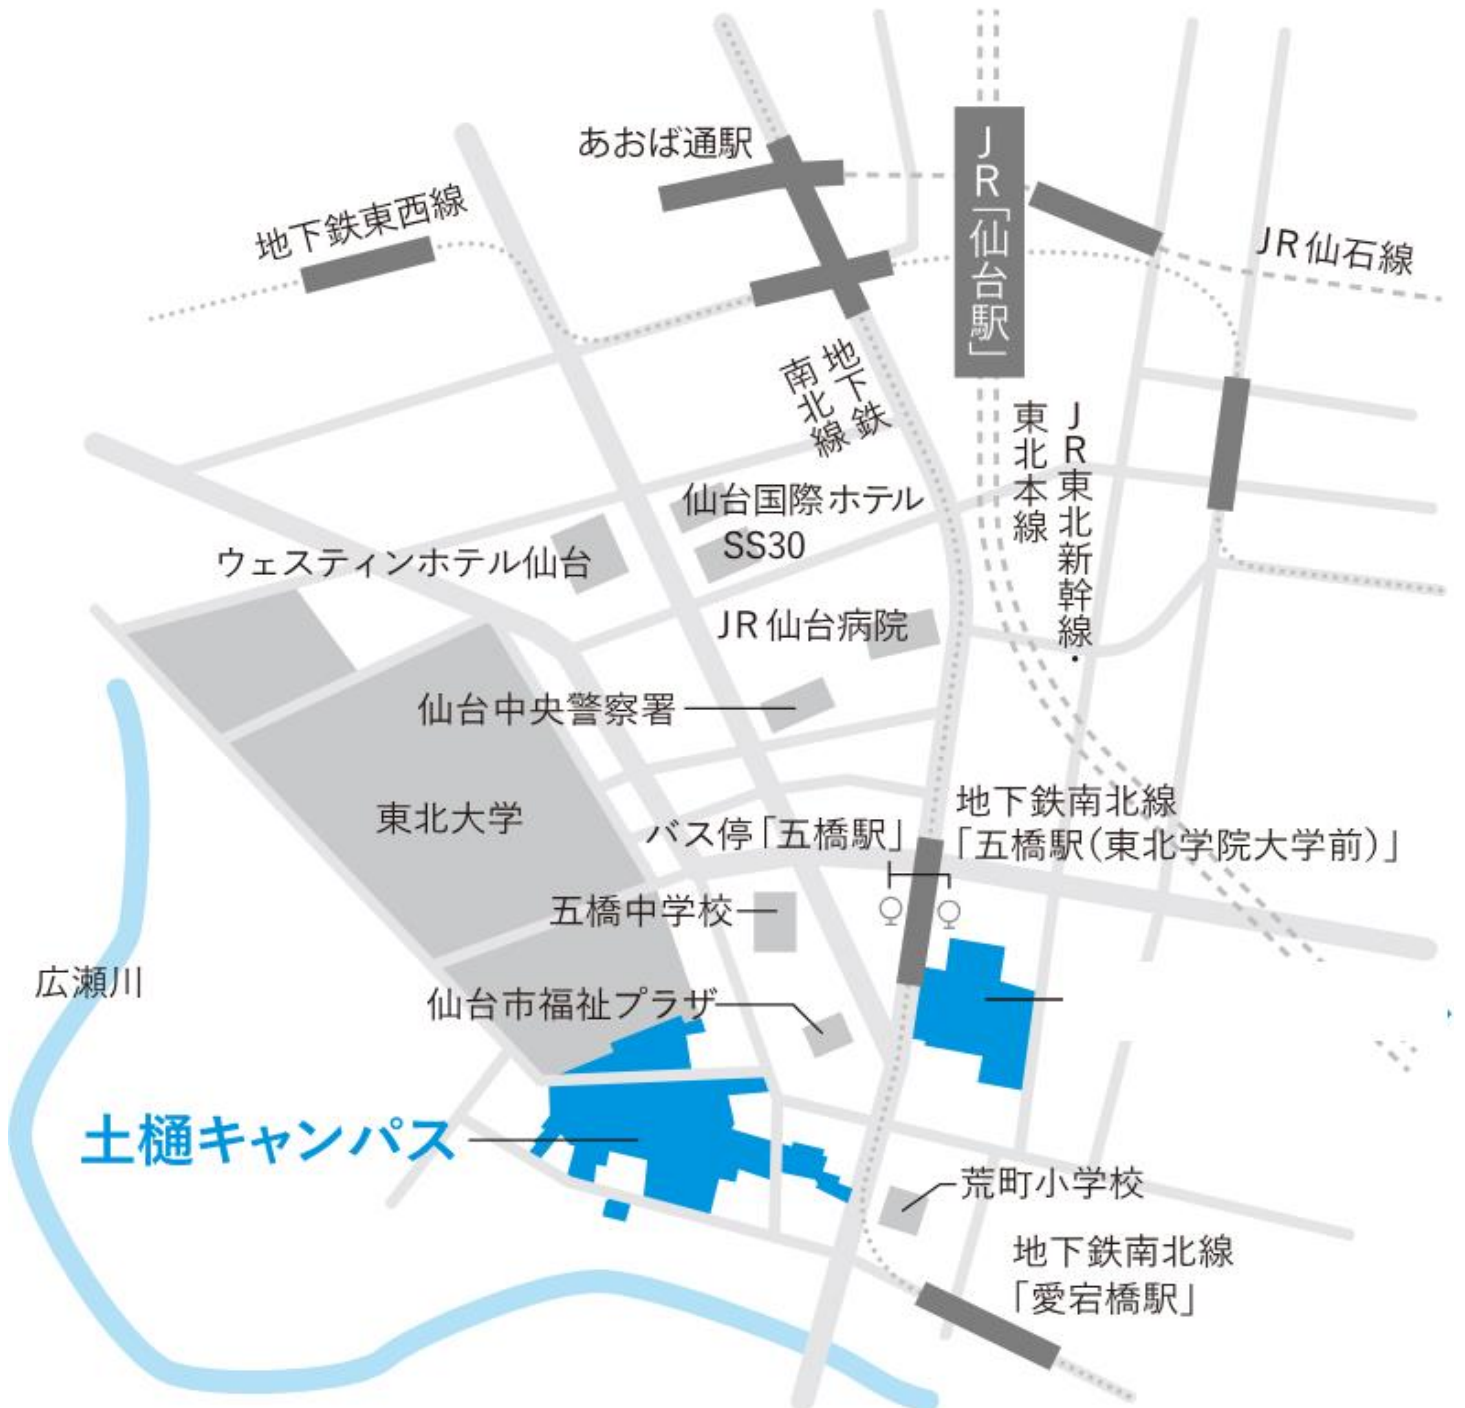 あおば通駅
JR「仙台駅」
地下鉄東西線
JR仙石線
地下鉄
南北線
JR東北新幹線・
東北本線
仙台国際ホテル
SS30
ウェスティンホテル仙台
JR仙台病院
仙台中央警察署
東北大学
バス停「五橋駅」
地下鉄南北線
「五橋駅(東北学院大学前)」
五橋中学校
広瀬川
仙台市福祉プラザ
土樋キャンパス
荒町小学校
地下鉄南北線
「愛宕橋駅」